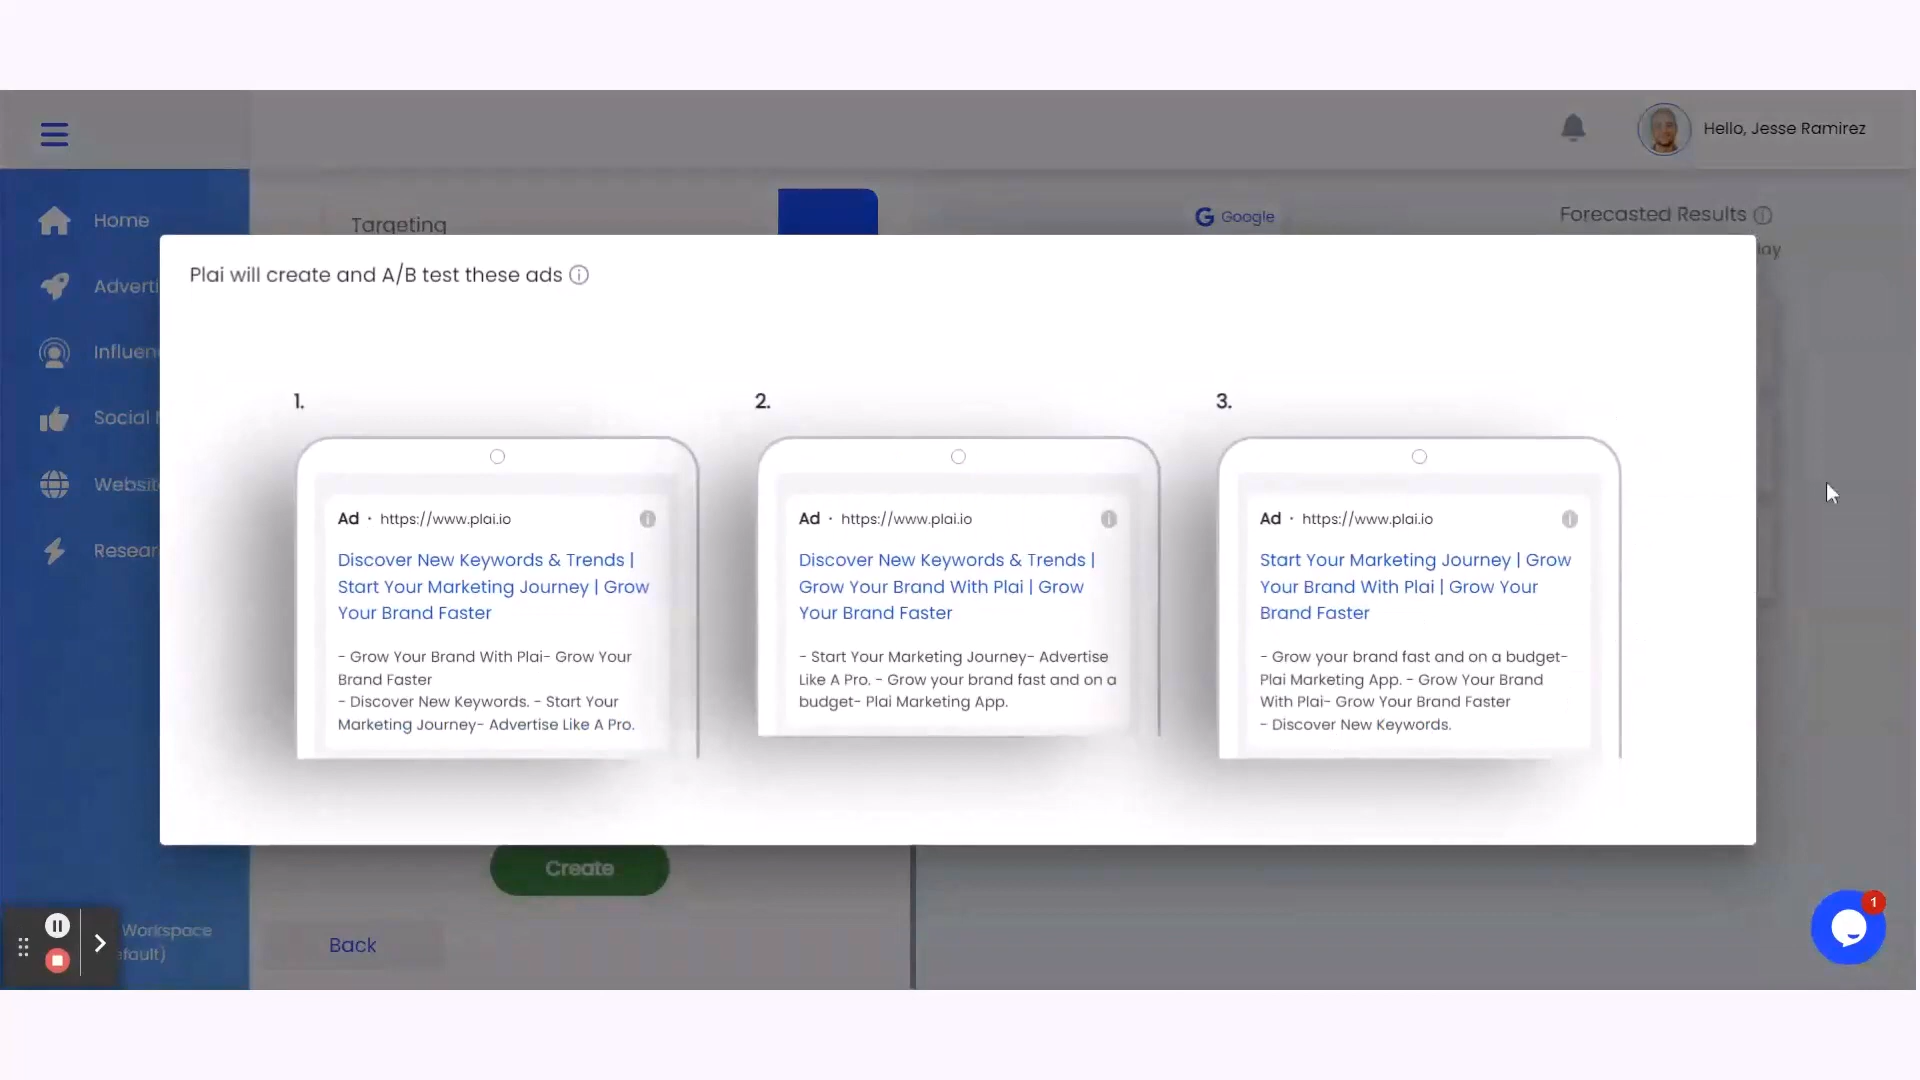 Hello, Jesse Ramirez
Home
Targeting
Google
Forecasted Results
Plai will create and A/B test these ads
Adverti
Influen
Social
Websit
Resear
1.
Ad · https://www.plai.io
Discover New Keywords & Trends |
Start Your Marketing Journey | Grow
Your Brand Faster
- Grow Your Brand With Plai- Grow Your
Brand Faster
- Discover New Keywords. - Start Your
Marketing Journey- Advertise Like A Pro.
2.
Ad · https://www.plai.io
Discover New Keywords & Trends |
Grow Your Brand With Plai | Grow
Your Brand Faster
- Start Your Marketing Journey- Advertise
Like A Pro. - Grow your brand fast and on a
budget- Plai Marketing App.
3.
Ad · https://www.plai.io
Start Your Marketing Journey | Grow
Your Brand With Plai | Grow Your
Brand Faster
- Grow your brand fast and on a budget-
Plai Marketing App. - Grow Your Brand
With Plai- Grow Your Brand Faster
- Discover New Keywords.
Create
Back
Workspace
efault)
1